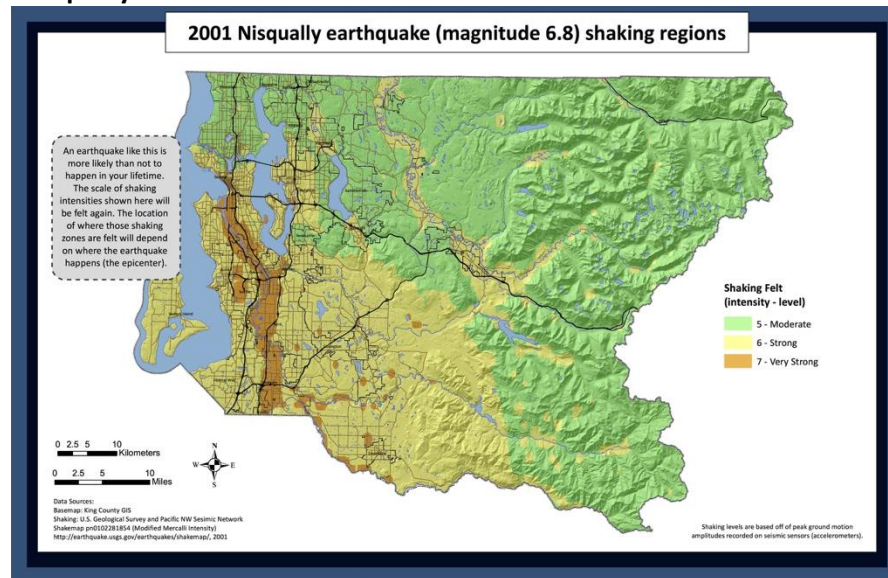 2001 Nisqually earthquake (magnitude 6.8) shaking regions
An earthquake like this is
more likely than not to
happen in your lifetime.
The scale of shaking
intensities shown here will
be felt again. The location
of where those shaking
zones are felt will depend
on where the earthquake
happens (the epicenter).
Shaking Felt
(intensity - level)
5 - Moderate
6 - Strong
7 - Very Strong
0 2.5 5 10
Kilometers
0 2.5 5 10
Miles
N
W E
S
Data Sources:
Basemap: King County GIS
Shaking: U.S. Geological Survey and Pacific NW Sesimic Network
Shakemap pn0102281854 (Modified Mercalli Intensity)
http://earthquake.usgs.gov/earthquakes/shakemap/, 2001
Shaking levels are based off of peak ground motion
amplitudes recorded on seismic sensors (accelerometers).